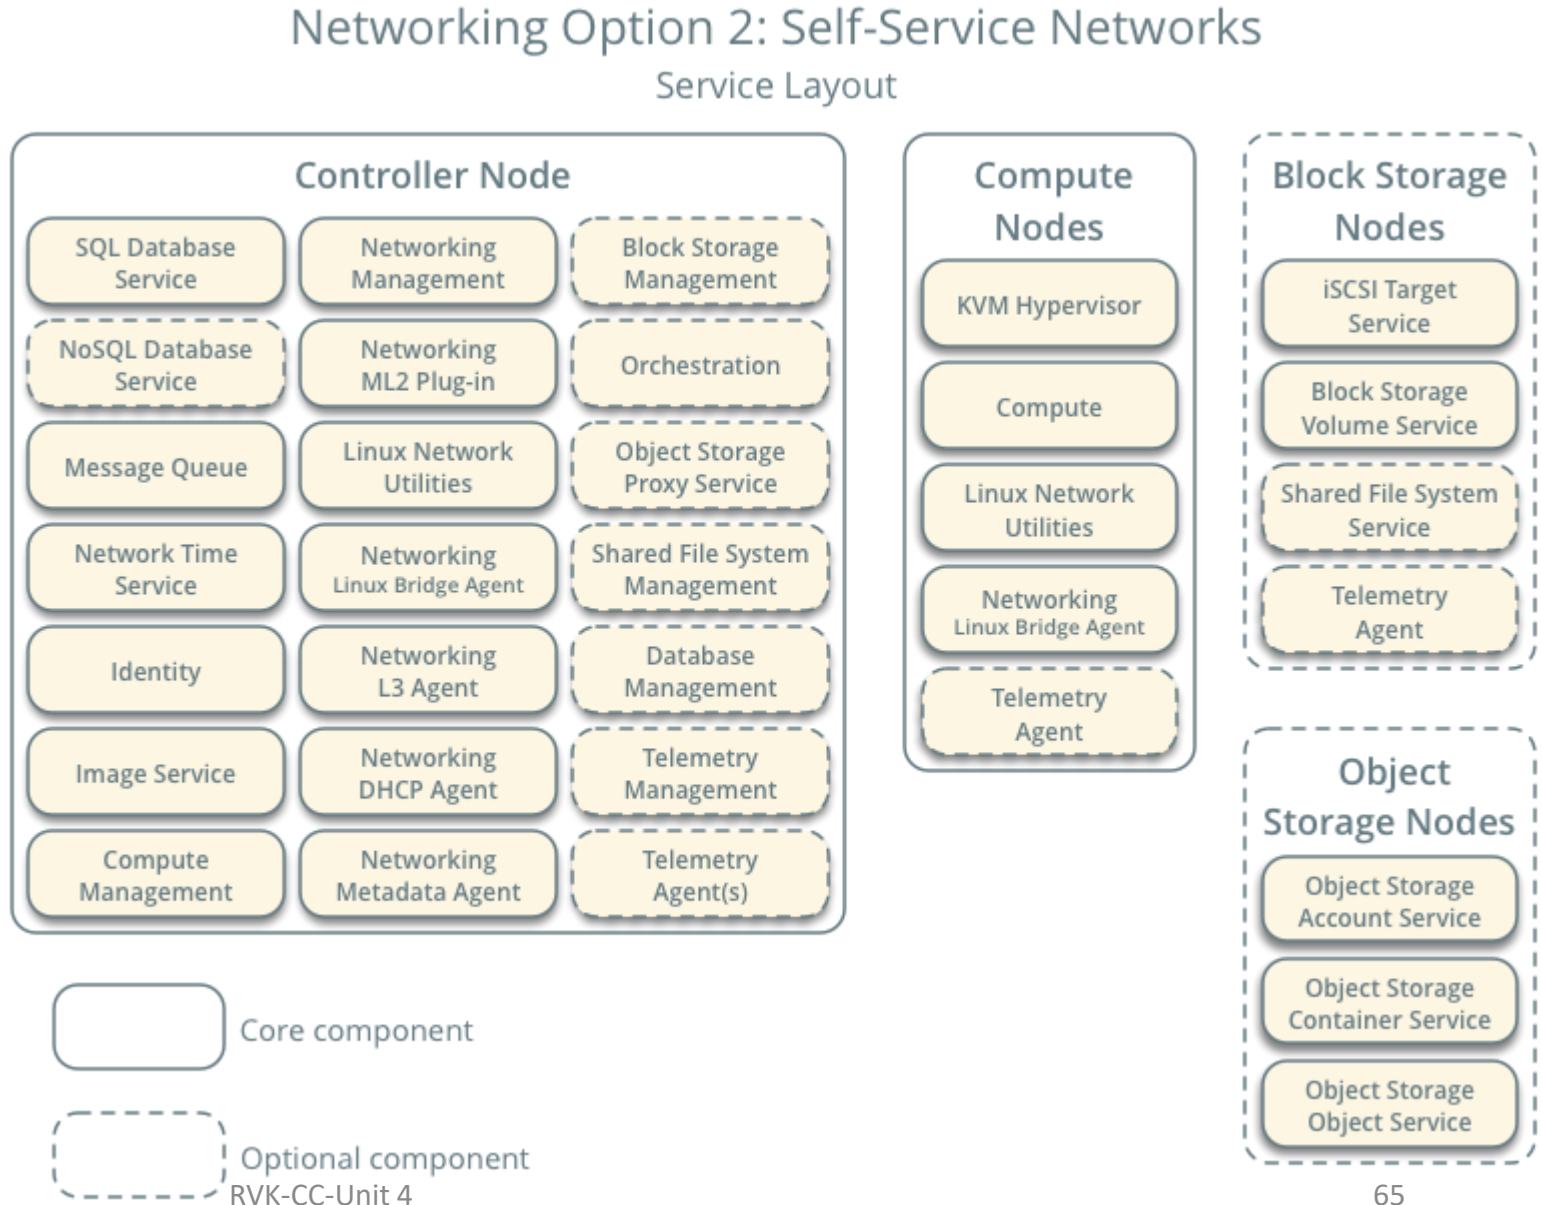 Networking Option 2: Self-Service Networks
Service Layout
Controller Node
SQL Database
Service
Networking
Management
Block Storage
Management
NoSQL Database
Service
Networking
ML2 Plug-in
Orchestration
Message Queue
Linux Network
Utilities
Object Storage
Proxy Service
Network Time
Service
Networking
Linux Bridge Agent
Shared File System
Management
Identity
Networking
L3 Agent
Database
Management
Image Service
Networking
DHCP Agent
Telemetry
Management
Compute
Management
Networking
Metadata Agent
Telemetry
Agent(s)
Compute
Nodes
KVM Hypervisor
Compute
Linux Network
Utilities
Networking
Linux Bridge Agent
Telemetry
Agent
Block Storage
Nodes
iSCSI Target
Service
Block Storage
Volume Service
Shared File System
Service
Telemetry
Agent
Object
Storage Nodes
Object Storage
Account Service
Object Storage
Container Service
Object Storage
Object Service
Core component
Optional component
RVK-CC-Unit 4
65